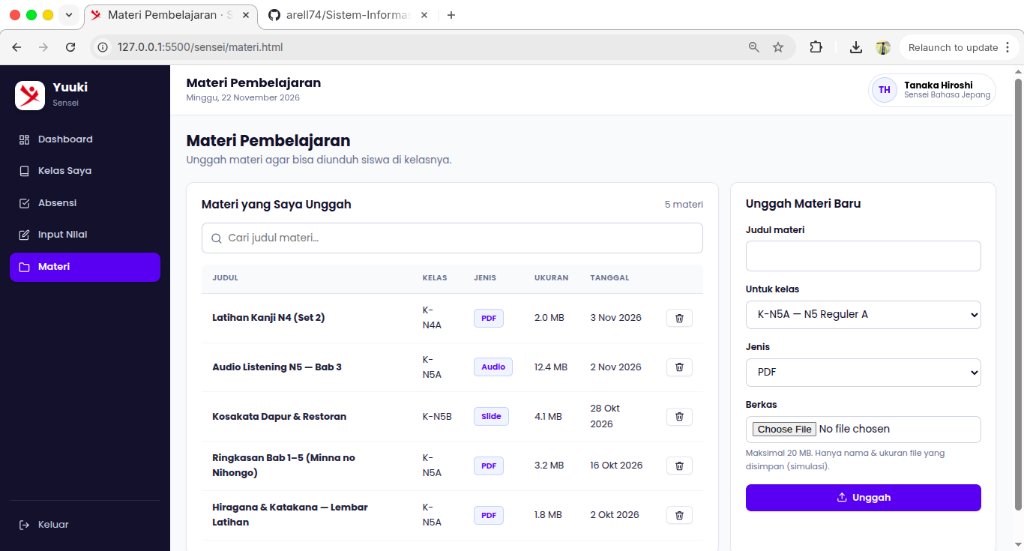 Materi Pembelajaran · S
arell74/Sistem-Informas
127.0.0.1:5500/sensei/materi.html
Relaunch to update
Yuuki
Sensei
Dashboard
Kelas Saya
Absensi
Input Nilai
Materi
Keluar
Materi Pembelajaran
Minggu, 22 November 2026
TH
Tanaka Hiroshi
Sensei Bahasa Jepang
Materi Pembelajaran
Unggah materi agar bisa diunduh siswa di kelasnya.
Materi yang Saya Unggah
5 materi
Cari judul materi...
JUDUL KELAS JENIS UKURAN TANGGAL
Latihan Kanji N4 (Set 2) K-N4A PDF 2.0 MB 3 Nov 2026
Audio Listening N5 — Bab 3 K-N5A Audio 12.4 MB 2 Nov 2026
Kosakata Dapur & Restoran K-N5B Slide 4.1 MB 28 Okt 2026
Ringkasan Bab 1–5 (Minna no Nihongo) K-N5A PDF 3.2 MB 16 Okt 2026
Hiragana & Katakana — Lembar Latihan K-N5A PDF 1.8 MB 2 Okt 2026
Unggah Materi Baru
Judul materi
Untuk kelas
K-N5A — N5 Reguler A
Jenis
PDF
Berkas
Choose File No file chosen
Maksimal 20 MB. Hanya nama & ukuran file yang
disimpan (simulasi).
Unggah